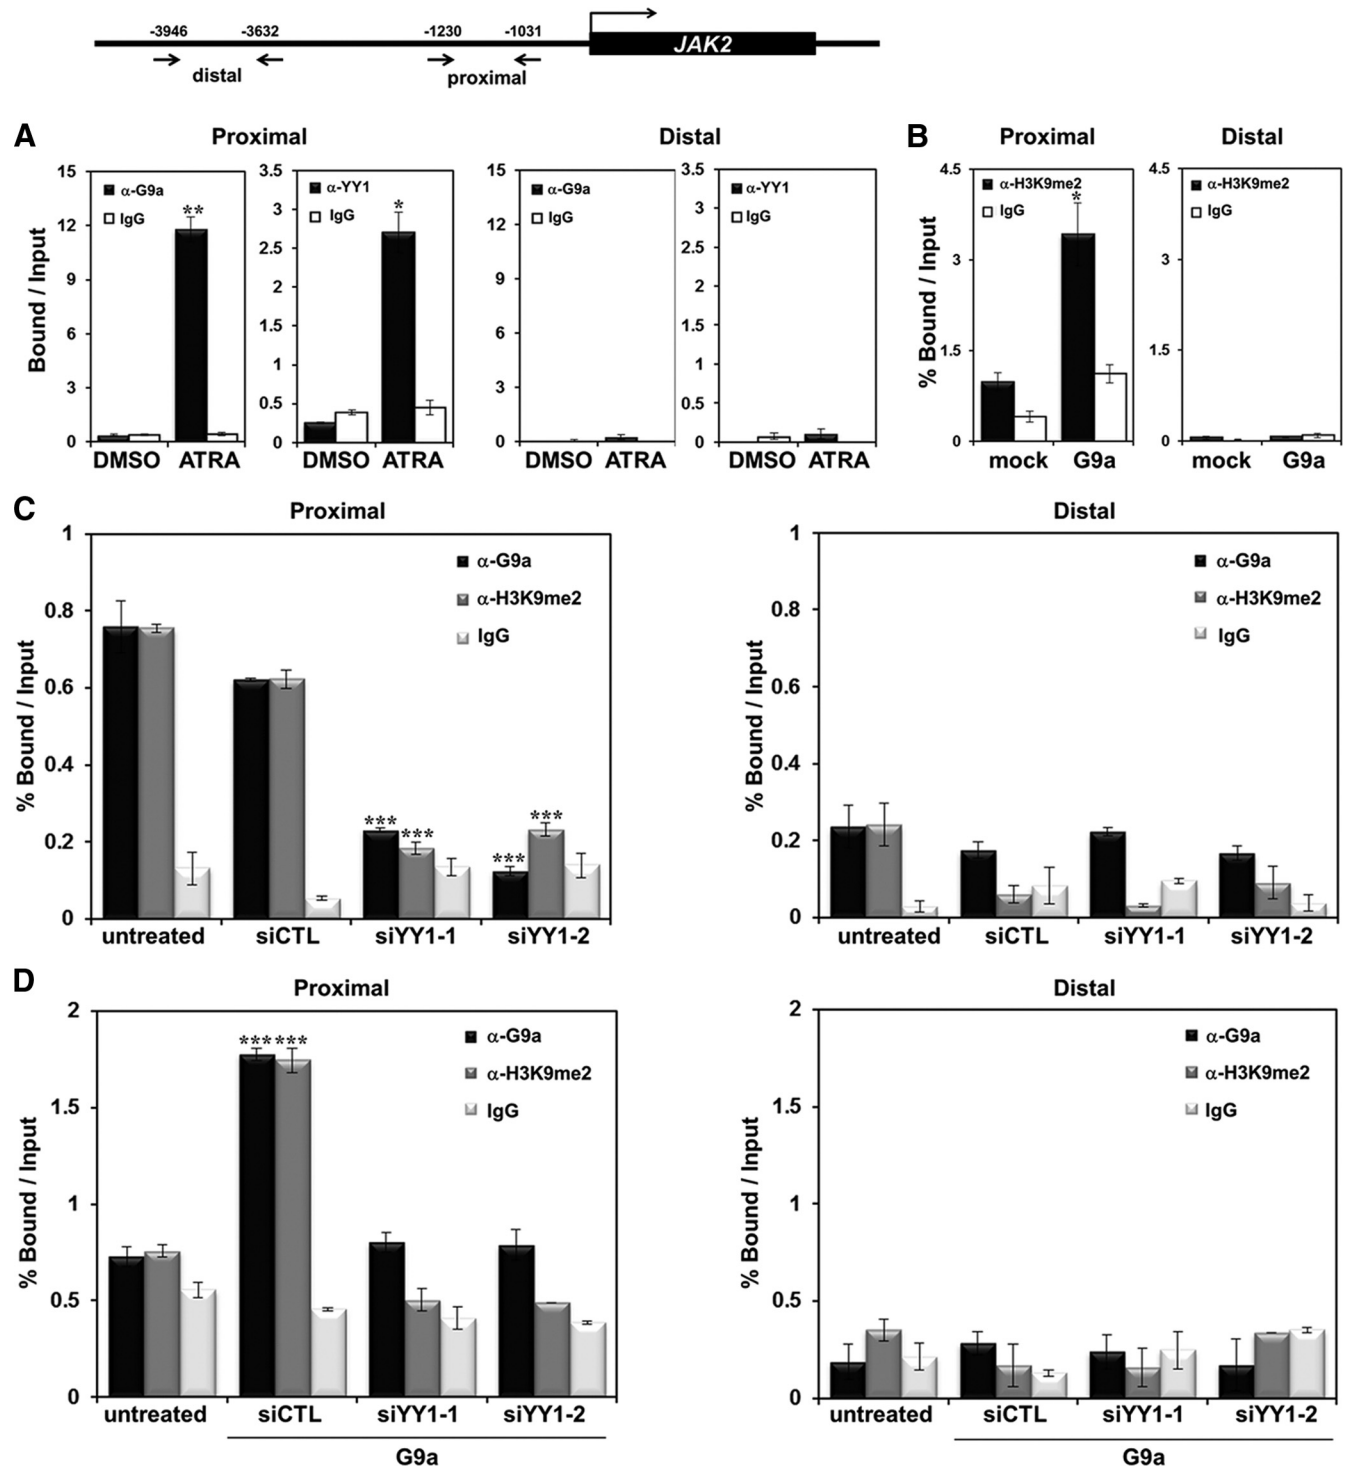 -3946 -3632 -1230 -1031
JAK2
distal proximal
A Proximal Distal
B Proximal Distal
Bound / Input
15
12
9
6
3
0
α-G9a
IgG
**
DMSO ATRA
3.5
3
2.5
2
1.5
1
0.5
0
α-YY1
IgG
*
DMSO ATRA
15
12
9
6
3
0
α-G9a
IgG
DMSO ATRA
3.5
3
2.5
2
1.5
1
0.5
0
α-YY1
IgG
DMSO ATRA
% Bound / Input
4.5
3
1.5
0
α-H3K9me2
IgG
*
mock G9a
4.5
3
1.5
0
α-H3K9me2
IgG
mock G9a
C Proximal
% Bound / Input
1
0.8
0.6
0.4
0.2
0
α-G9a
α-H3K9me2
IgG
*** *** *** ***
untreated siCTL siYY1-1 siYY1-2
Distal
% Bound / Input
1
0.8
0.6
0.4
0.2
0
α-G9a
α-H3K9me2
IgG
untreated siCTL siYY1-1 siYY1-2
D Proximal
% Bound / Input
2
1.5
1
0.5
0
α-G9a
α-H3K9me2
IgG
*** ***
untreated siCTL siYY1-1 siYY1-2
G9a
Distal
% Bound / Input
2
1.5
1
0.5
0
α-G9a
α-H3K9me2
IgG
untreated siCTL siYY1-1 siYY1-2
G9a